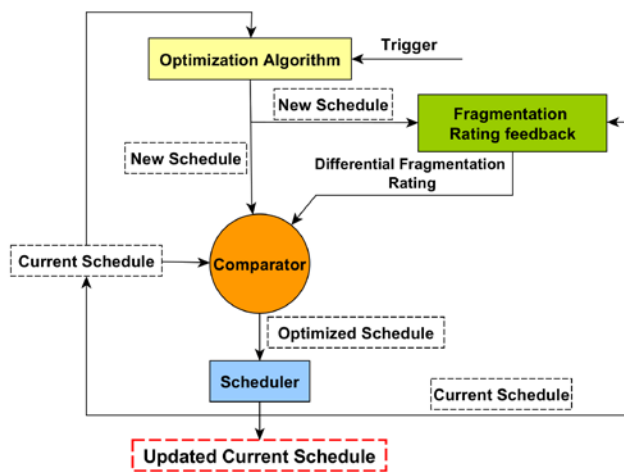 Optimization Algorithm
Trigger
New Schedule
Fragmentation
Rating feedback
New Schedule
Differential Fragmentation
Rating
Current Schedule
Comparator
Optimized Schedule
Scheduler
Current Schedule
Updated Current Schedule